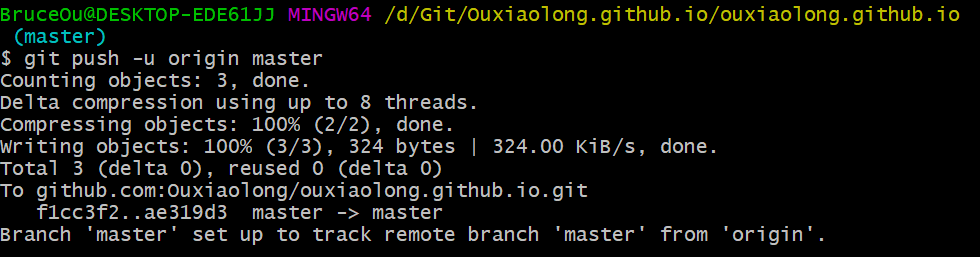 BruceOu@DESKTOP-EDE61JJ MINGW64 /d/Git/Ouxiaolong.github.io/ouxiaolong.github.io
(master)
$ git push -u origin master
Counting objects: 3, done.
Delta compression using up to 8 threads.
Compressing objects: 100% (2/2), done.
Writing objects: 100% (3/3), 324 bytes | 324.00 KiB/s, done.
Total 3 (delta 0), reused 0 (delta 0)
To github.com:Ouxiaolong/ouxiaolong.github.io.git
   f1cc3f2..ae319d3  master -> master
Branch 'master' set up to track remote branch 'master' from 'origin'.